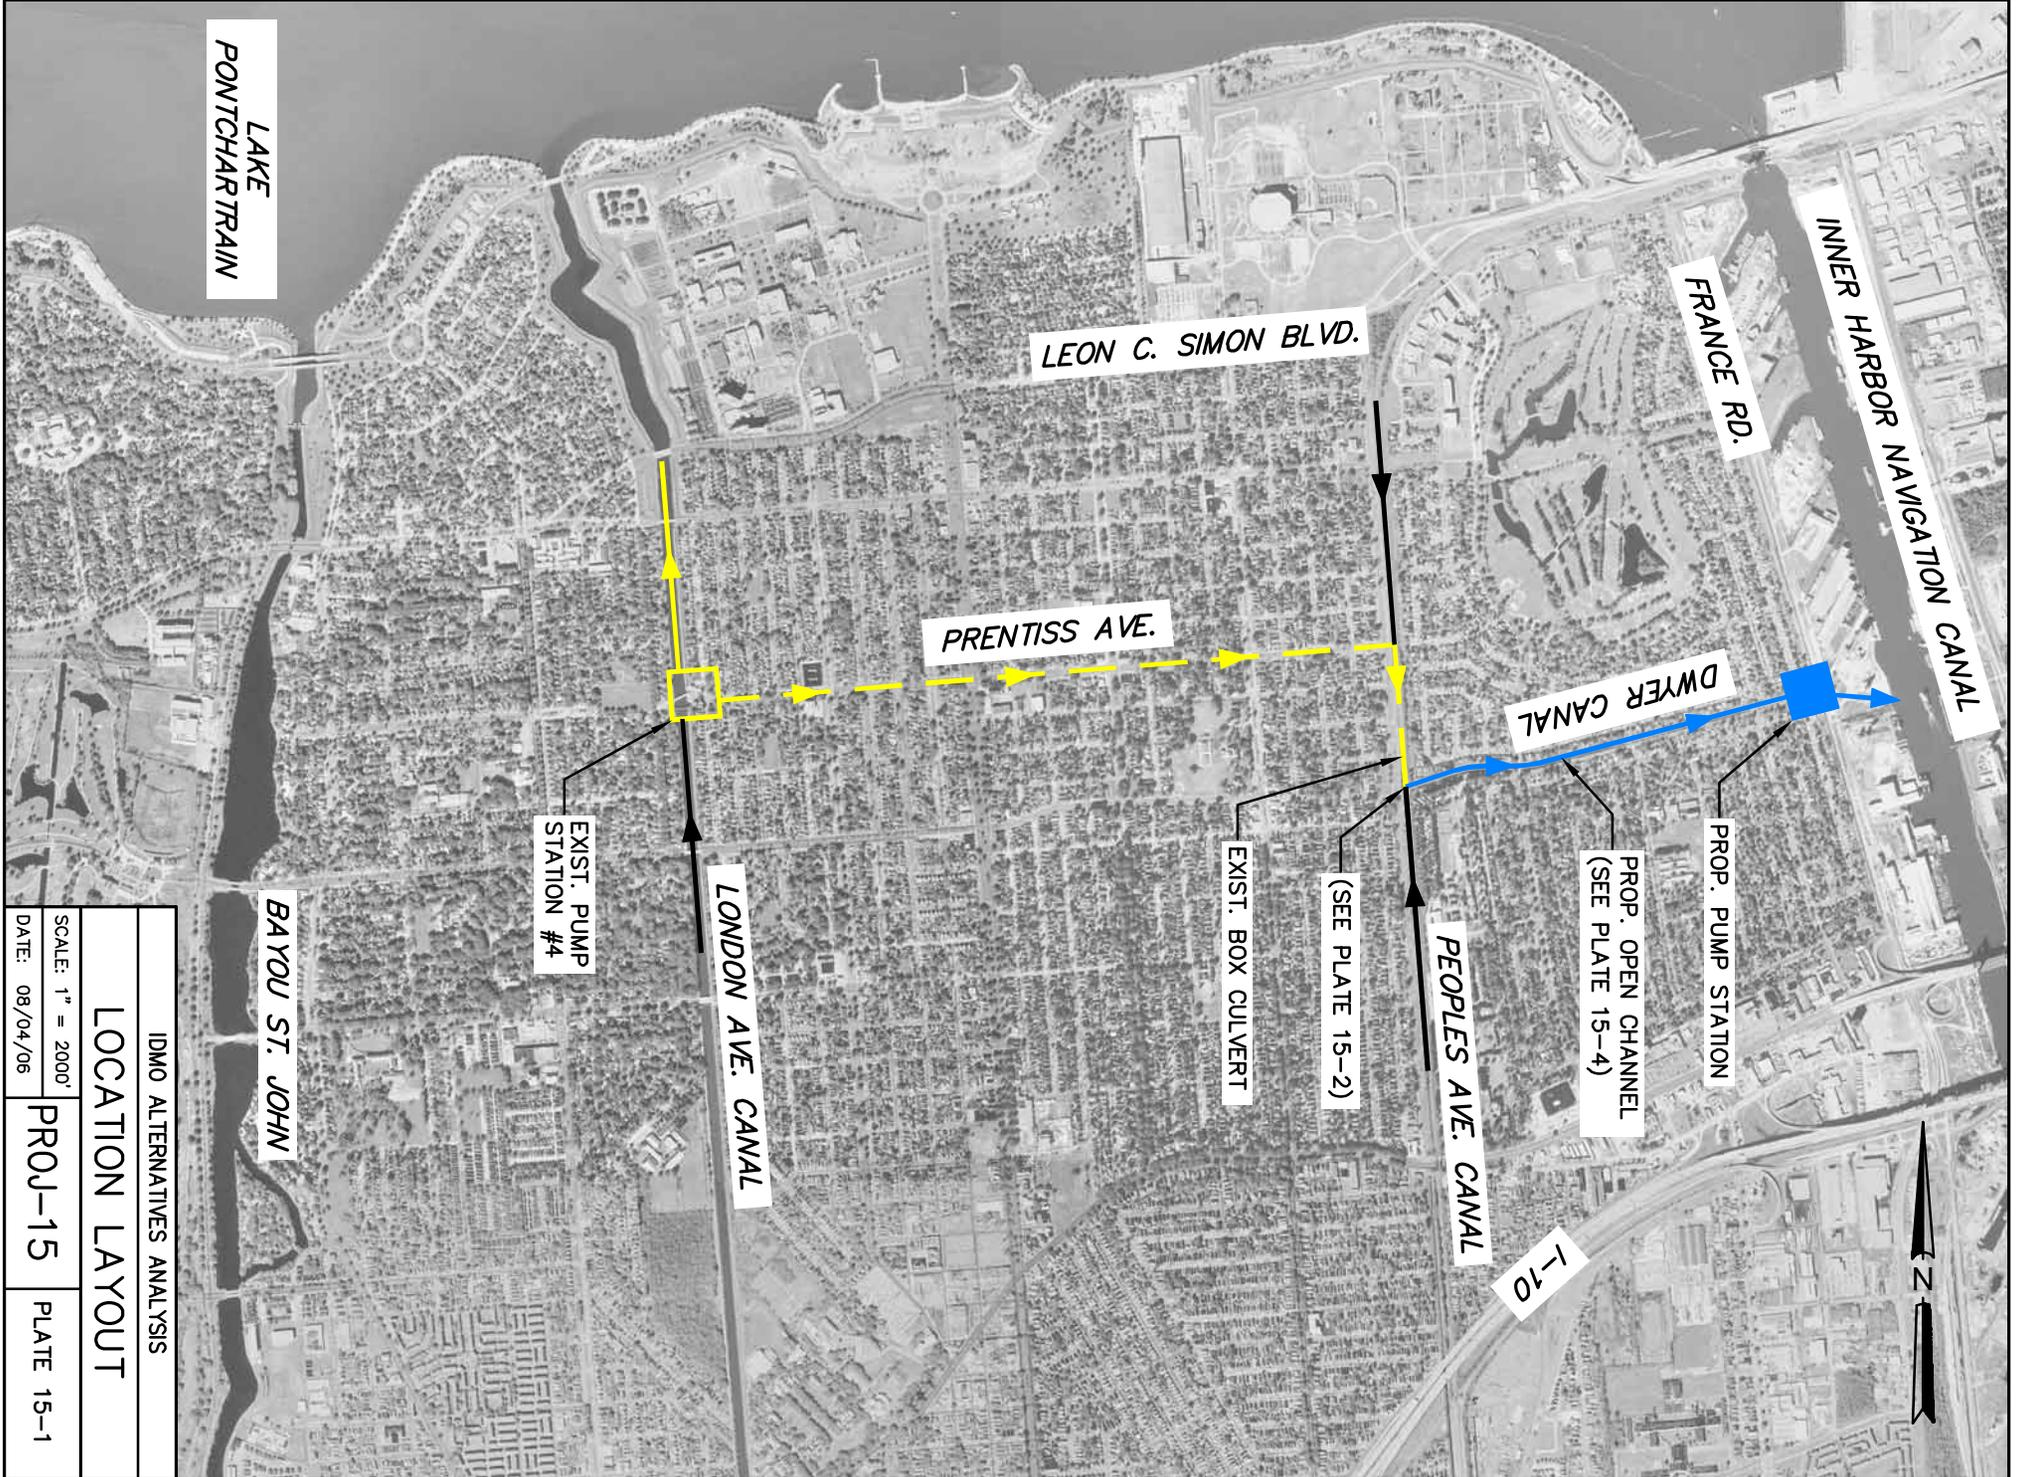 LAKE
PONTCHARTRAIN
INNER HARBOR NAVIGATION CANAL
FRANCE RD.
LEON C. SIMON BLVD.
PRENTISS AVE.
DWYER CANAL
EXIST. PUMP
STATION #4
LONDON AVE. CANAL
EXIST. BOX CULVERT
(SEE PLATE 15-2)
PEOPLES AVE. CANAL
PROP. OPEN CHANNEL
(SEE PLATE 15-4)
PROP. PUMP STATION
BAYOU ST. JOHN
I-10
N
IDMO ALTERNATIVES ANALYSIS
LOCATION LAYOUT
SCALE: 1" = 2000'
DATE: 08/04/06
PROJ-15
PLATE 15-1